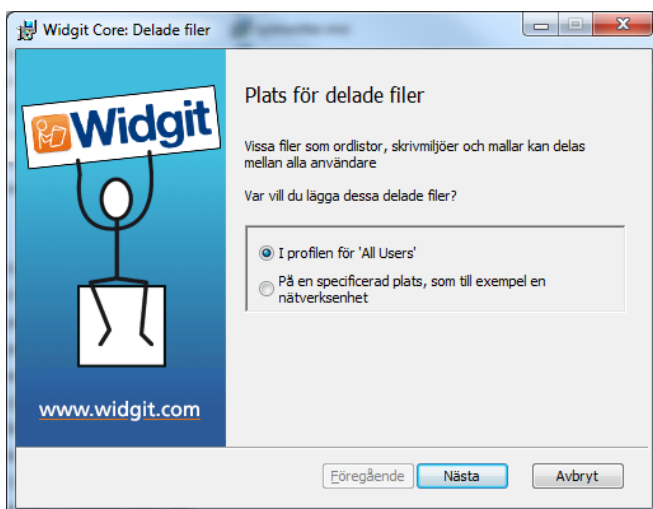 Widgit Core: Delade filer
Widgit
Plats för delade filer
Vissa filer som ordlistor, skrivmiljöer och mallar kan delas
mellan alla användare
Var vill du lägga dessa delade filer?
I profilen för 'All Users'
På en specificerad plats, som till exempel en
nätverksenhet
www.widgit.com
Föregående Nästa Avbryt